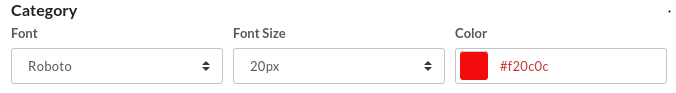 Category
Font Font Size Color
Roboto 20px #f20c0c